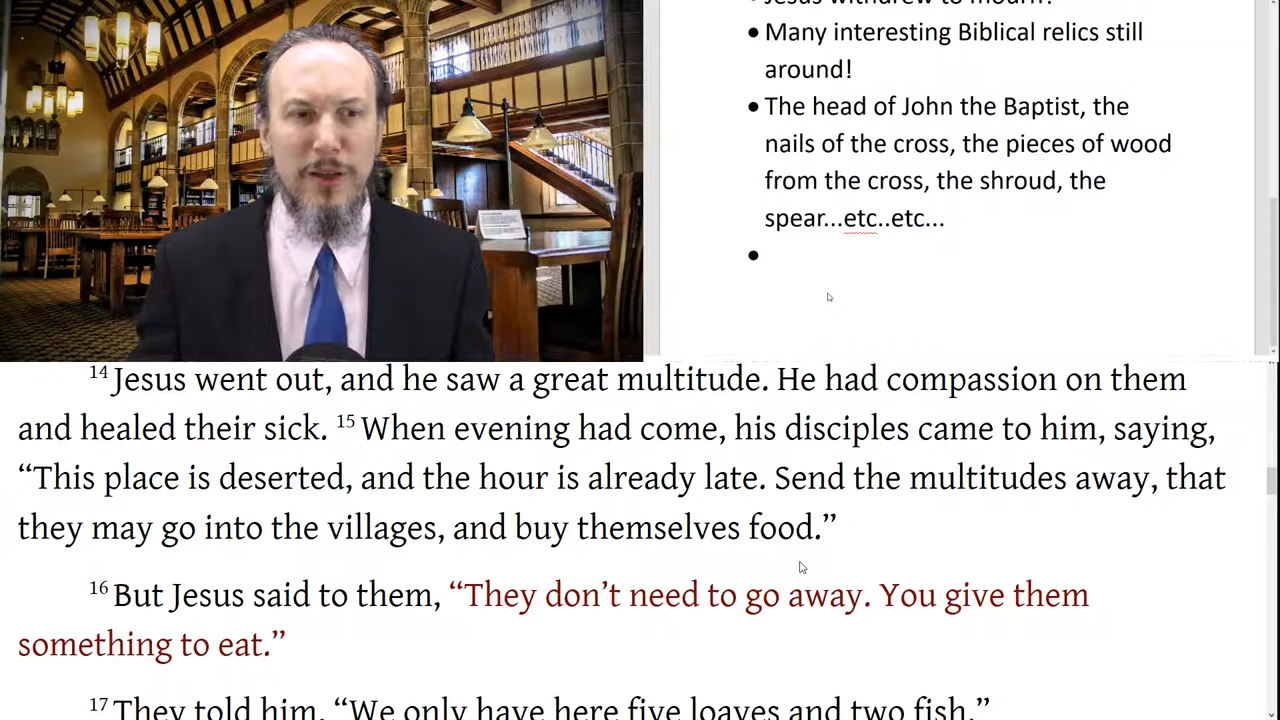 Jesus withdrew to mourn?
• Many interesting Biblical relics still
around!
• The head of John the Baptist, the
nails of the cross, the pieces of wood
from the cross, the shroud, the
spear...etc..etc...
•
14 Jesus went out, and he saw a great multitude. He had compassion on them
and healed their sick. 15 When evening had come, his disciples came to him, saying,
“This place is deserted, and the hour is already late. Send the multitudes away, that
they may go into the villages, and buy themselves food.”
16 But Jesus said to them, “They don’t need to go away. You give them
something to eat.”
17 They told him, “We only have here five loaves and two fish.”